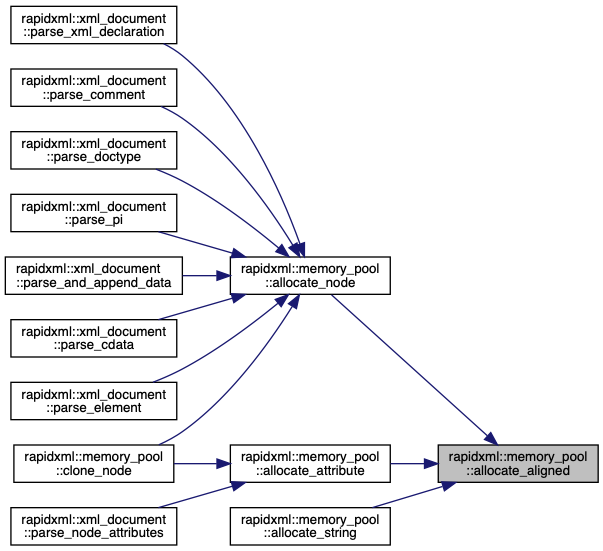 rapidxml::xml_document
::parse_xml_declaration
rapidxml::xml_document
::parse_comment
rapidxml::xml_document
::parse_doctype
rapidxml::xml_document
::parse_pi
rapidxml::xml_document
::parse_and_append_data
rapidxml::memory_pool
::allocate_node
rapidxml::xml_document
::parse_cdata
rapidxml::xml_document
::parse_element
rapidxml::memory_pool
::clone_node
rapidxml::memory_pool
::allocate_attribute
rapidxml::memory_pool
::allocate_aligned
rapidxml::xml_document
::parse_node_attributes
rapidxml::memory_pool
::allocate_string